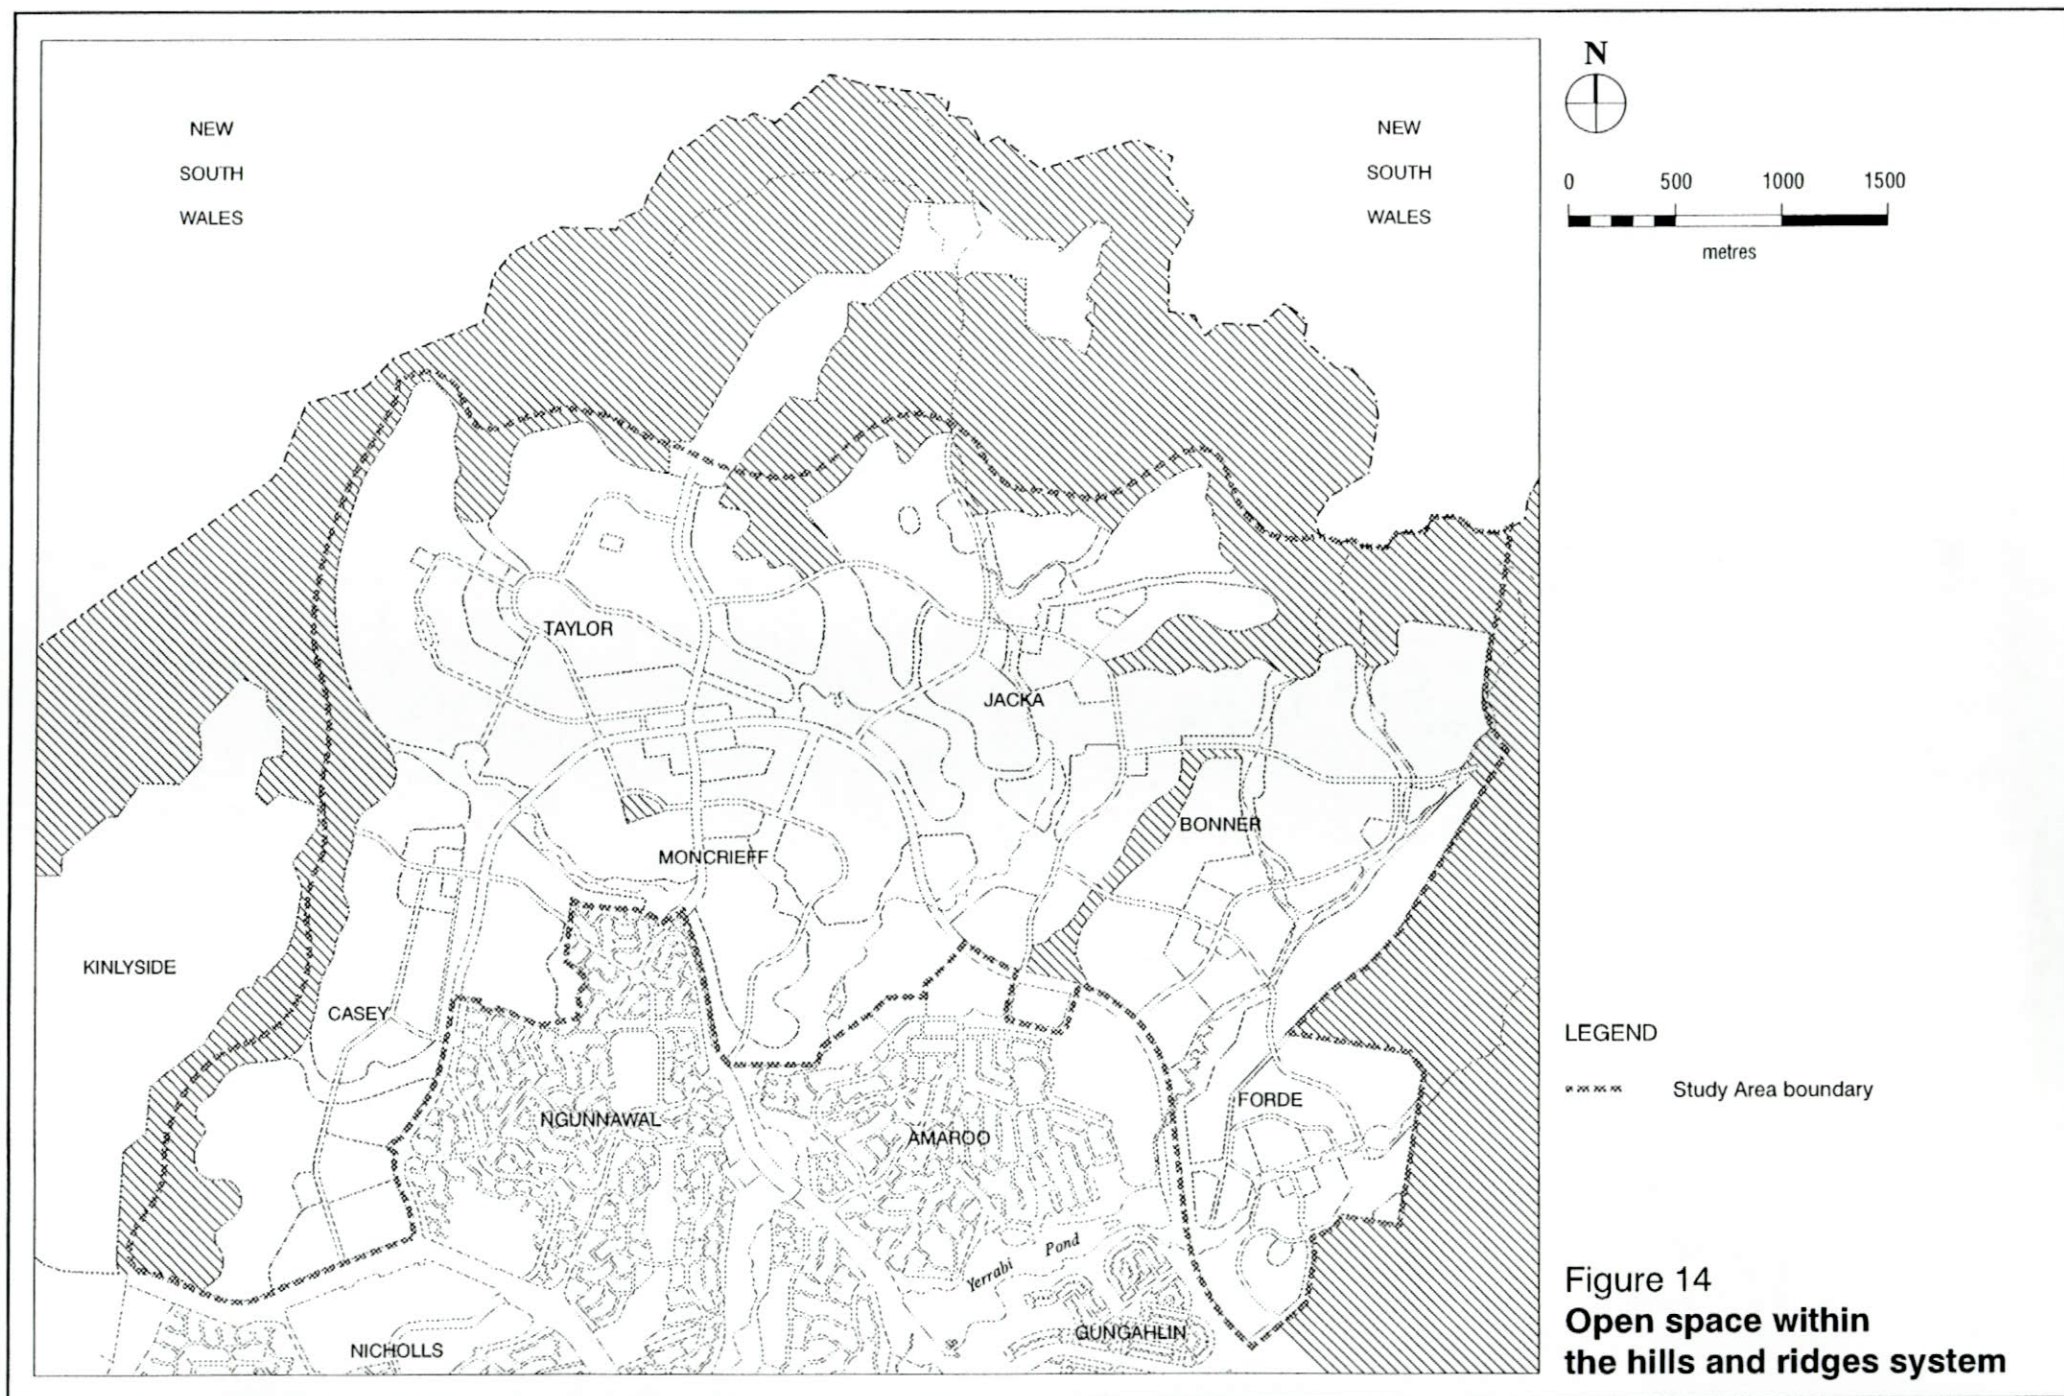 NEW
SOUTH
WALES
NEW
SOUTH
WALES
N
0 500 1000 1500
metres
TAYLOR
JACKA
BONNER
MONCRIEFF
KINLYSIDE
CASEY
NGUNNAWAL
AMAROO
FORDE
Yerrabi Pond
NICHOLLS
GUNGAHLIN
LEGEND
Study Area boundary
Figure 14
Open space within
the hills and ridges system